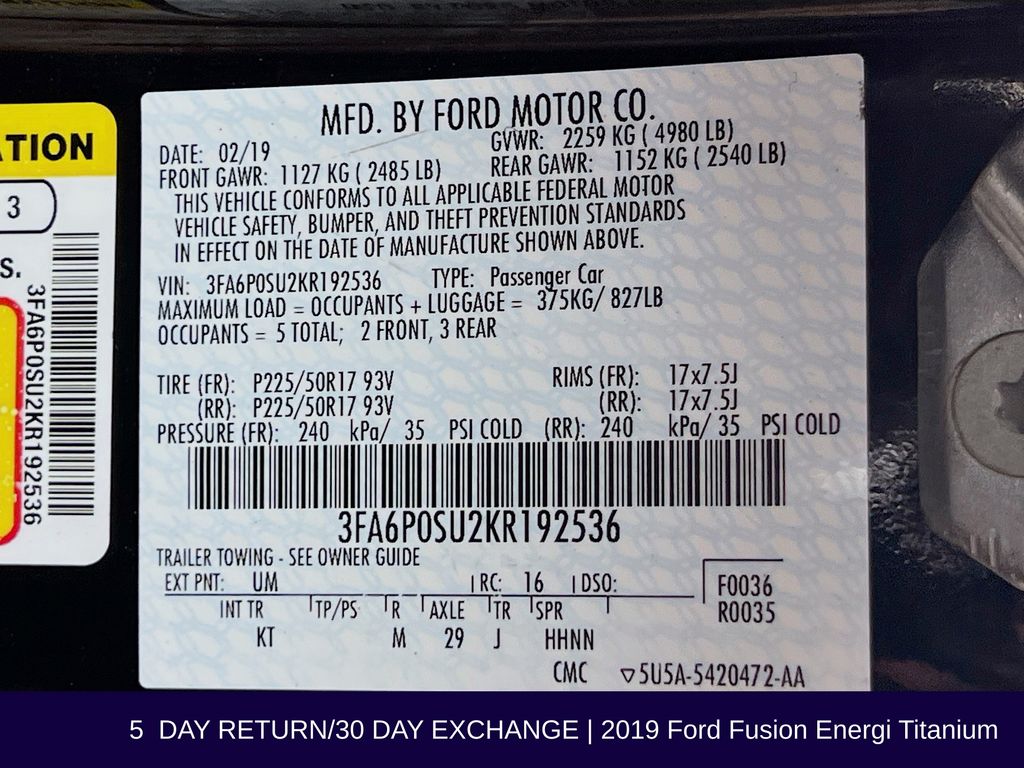 ATION
3
S.
3FA6P0SU2KR192536
MFD. BY FORD MOTOR CO.
DATE: 02/19 GVWR: 2259 KG ( 4980 LB)
FRONT GAWR: 1127 KG ( 2485 LB) REAR GAWR: 1152 KG ( 2540 LB)
THIS VEHICLE CONFORMS TO ALL APPLICABLE FEDERAL MOTOR
VEHICLE SAFETY, BUMPER, AND THEFT PREVENTION STANDARDS
IN EFFECT ON THE DATE OF MANUFACTURE SHOWN ABOVE.
VIN: 3FA6P0SU2KR192536 TYPE: Passenger Car
MAXIMUM LOAD = OCCUPANTS + LUGGAGE = 375KG/ 827LB
OCCUPANTS = 5 TOTAL; 2 FRONT, 3 REAR
TIRE (FR): P225/50R17 93V RIMS (FR): 17x7.5J
(RR): P225/50R17 93V (RR): 17x7.5J
PRESSURE (FR): 240 kPa/ 35 PSI COLD (RR): 240 kPa/ 35 PSI COLD
3FA6P0SU2KR192536
TRAILER TOWING - SEE OWNER GUIDE
EXT PNT: UM RC: 16 DSO: F0036
INT TR TP/PS R AXLE TR SPR R0035
KT M 29 J HHNN
CMC ▽5U5A-5420472-AA
5 DAY RETURN/30 DAY EXCHANGE | 2019 Ford Fusion Energi Titanium